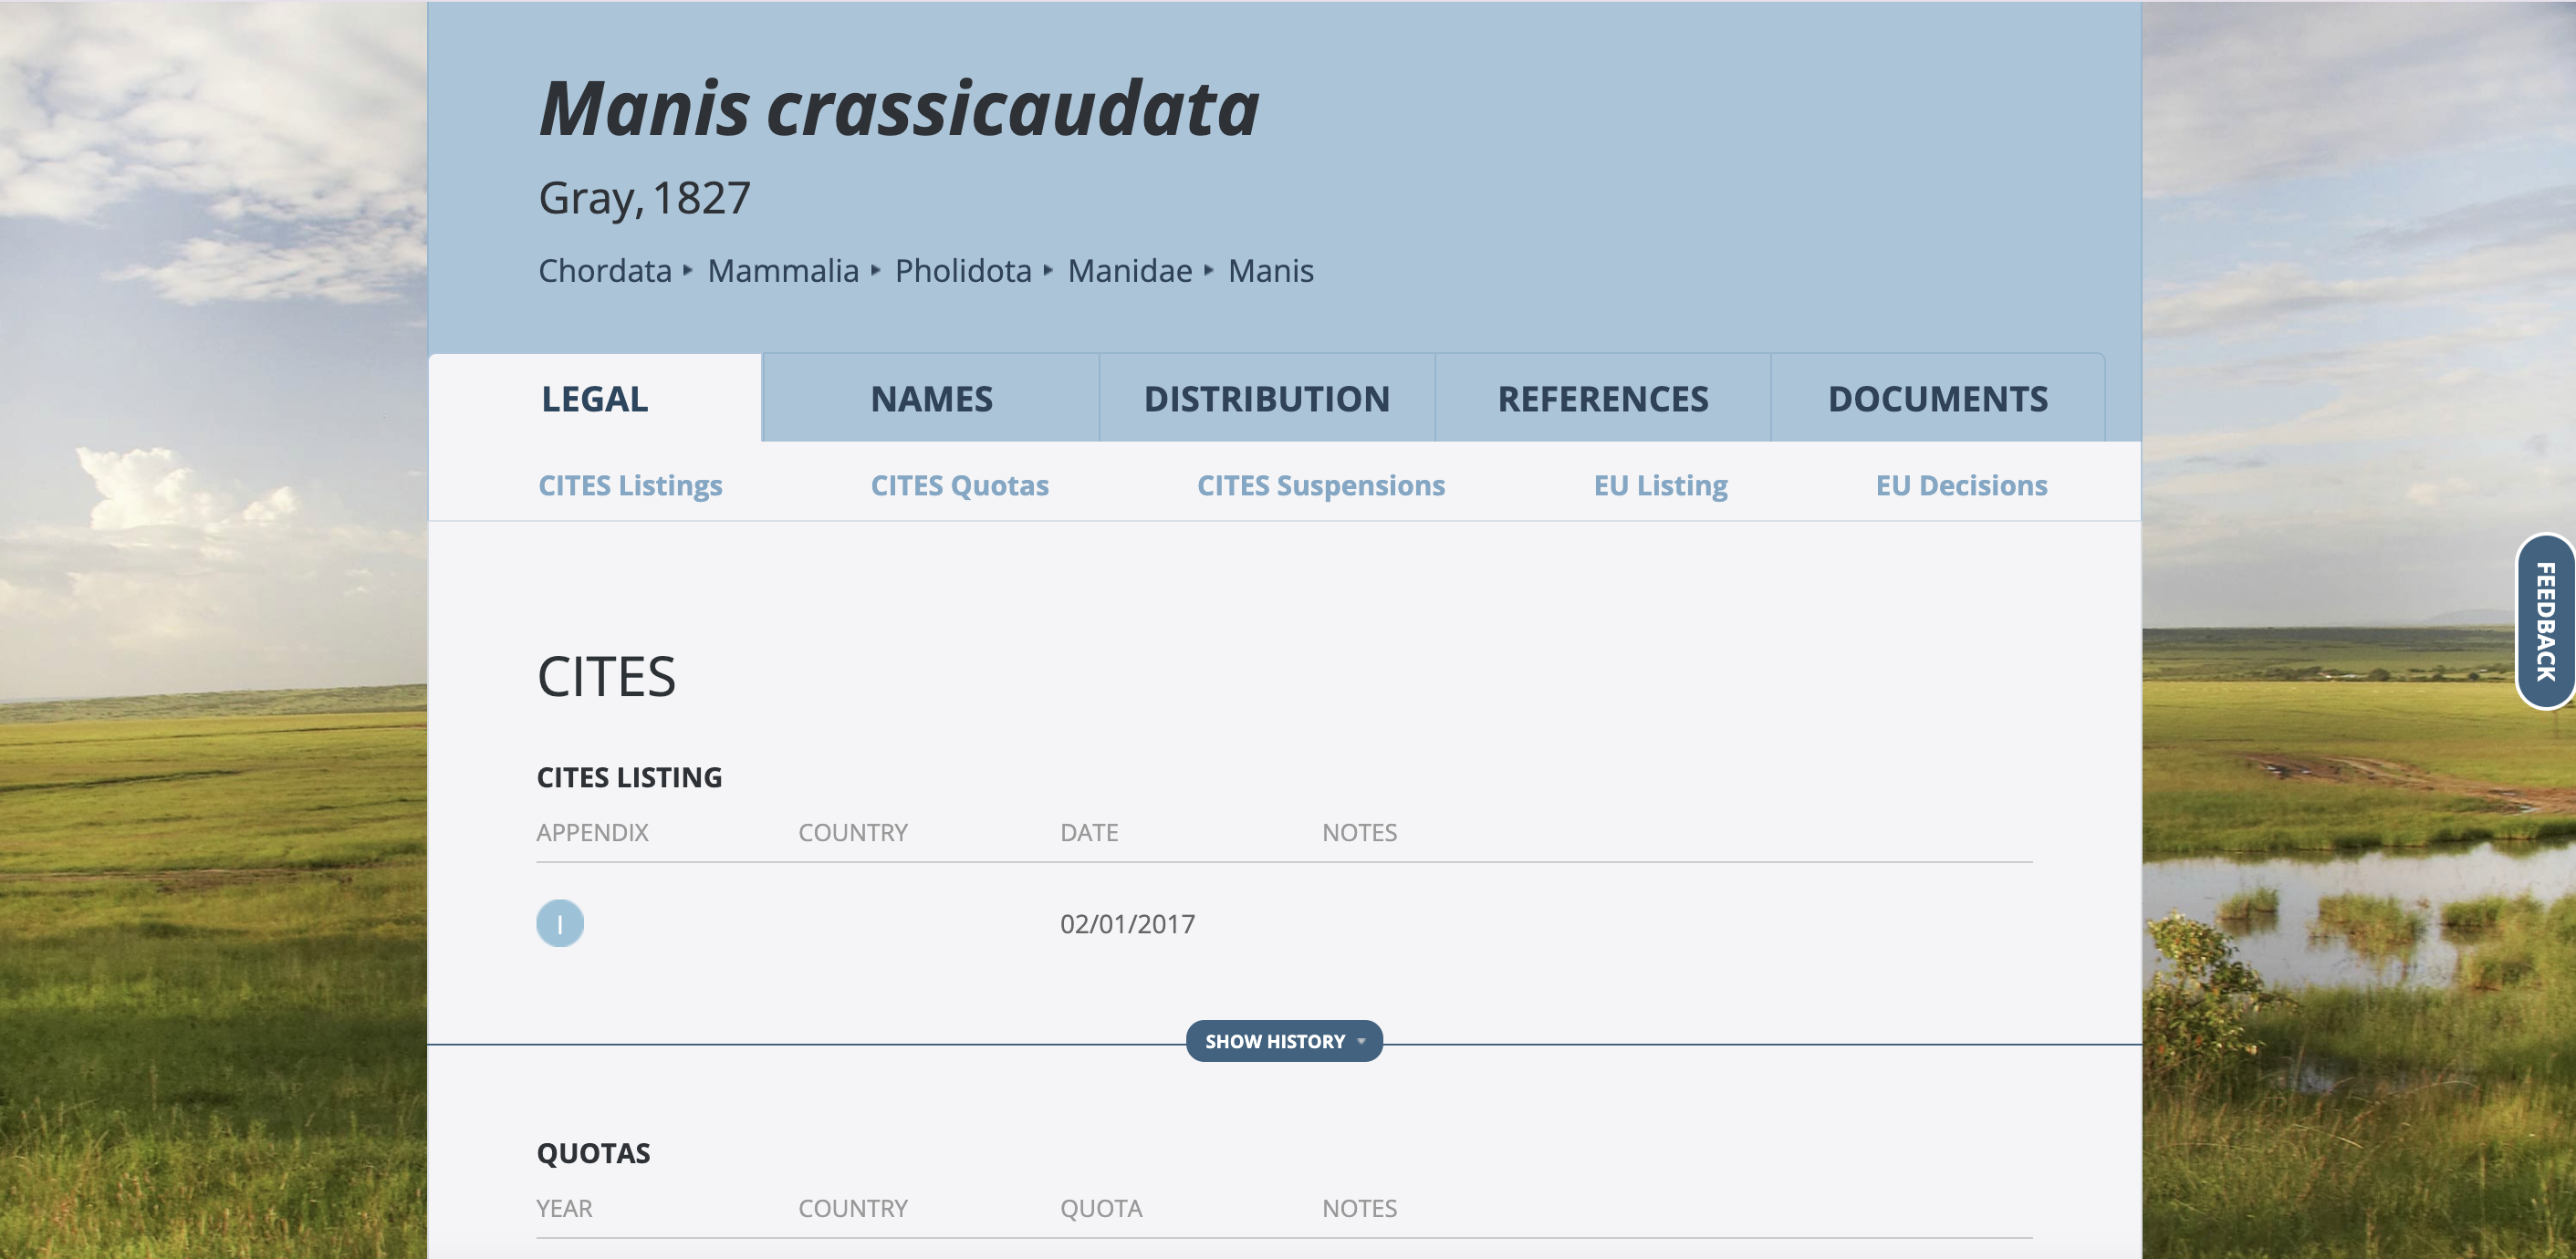 Manis crassicaudata
Gray, 1827
Chordata ▸ Mammalia ▸ Pholidota ▸ Manidae ▸ Manis
LEGAL NAMES DISTRIBUTION REFERENCES DOCUMENTS
CITES Listings CITES Quotas CITES Suspensions EU Listing EU Decisions
FEEDBACK
CITES
CITES LISTING
APPENDIX COUNTRY DATE NOTES
I 02/01/2017
SHOW HISTORY
QUOTAS
YEAR COUNTRY QUOTA NOTES